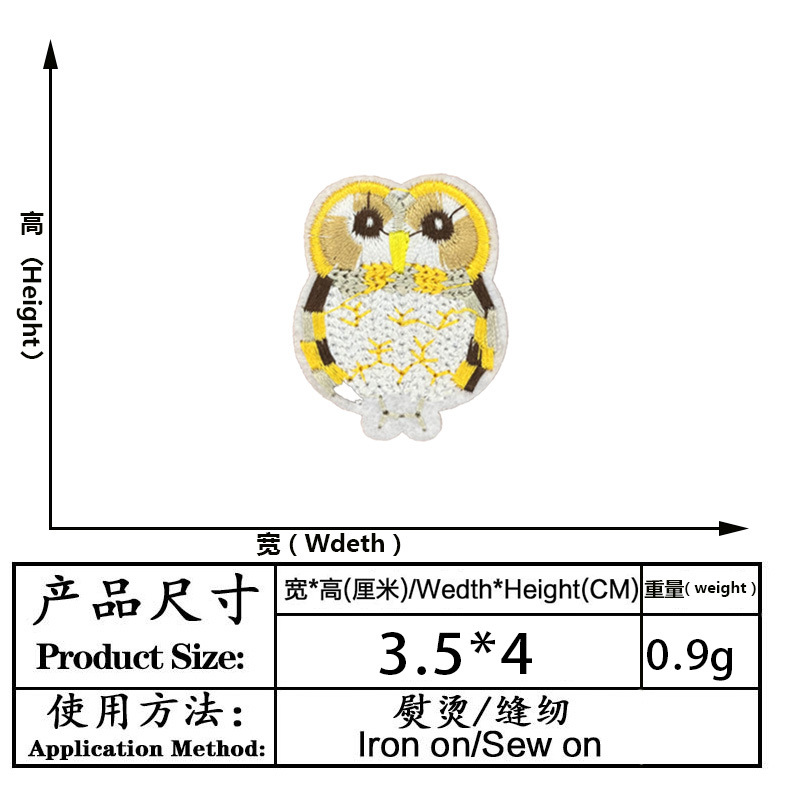 高(Height)
宽(Wdeth)
产品尺寸
Product Size:
宽*高(厘米)/Wedth*Height(CM)
重量(weight)
3.5*4
0.9g
使用方法:
Application Method:
熨烫/缝纫
Iron on/Sew on